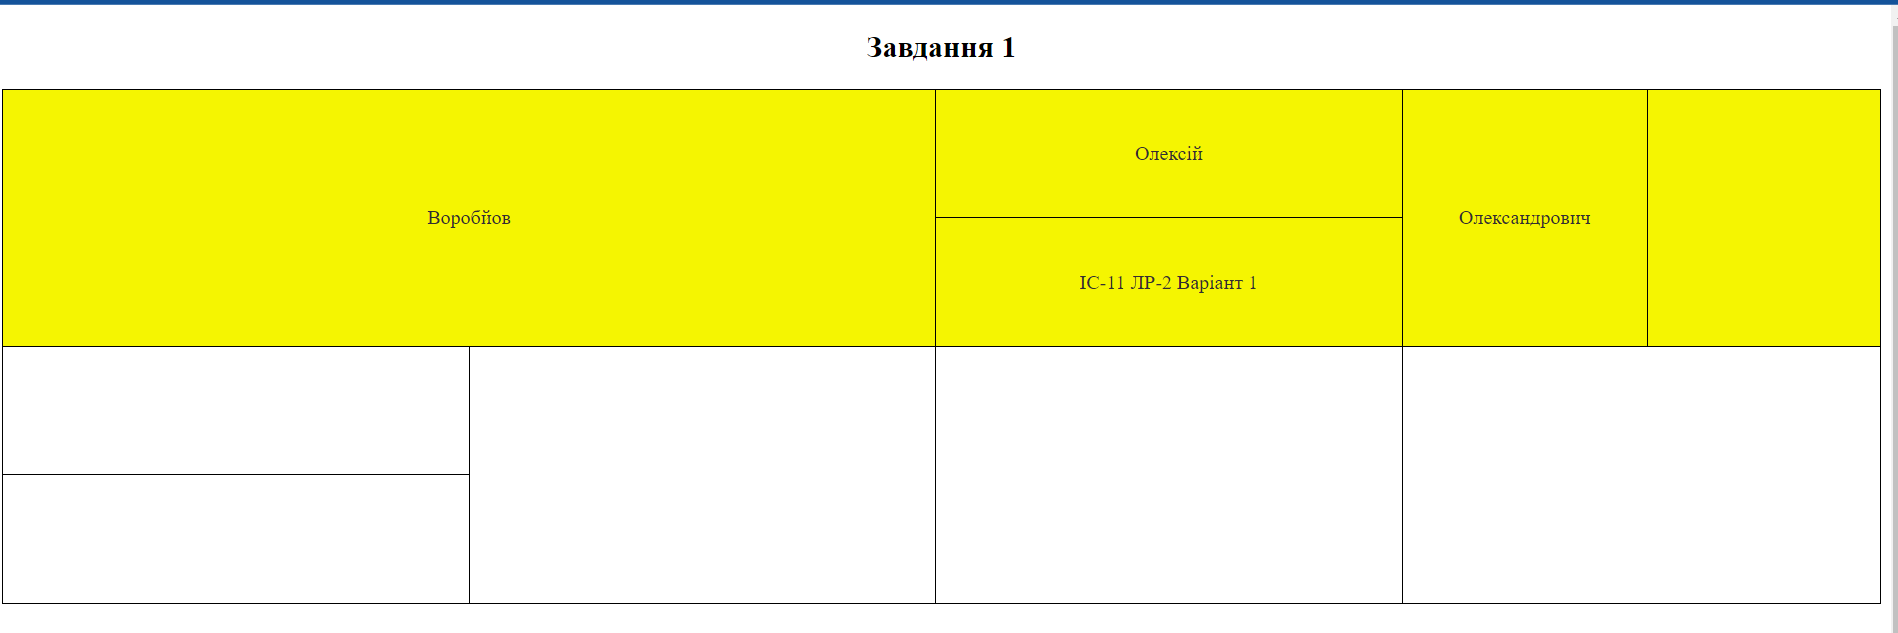 Завдання 1
Воробйов
Олексій
Олександрович
ІС-11 ЛР-2 Варіант 1